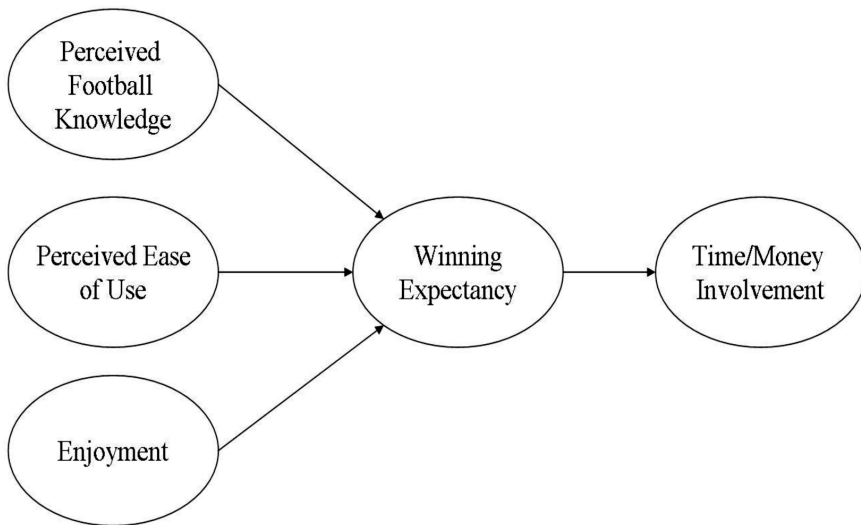 Perceived
Football
Knowledge
Perceived Ease
of Use
Winning
Expectancy
Time/Money
Involvement
Enjoyment